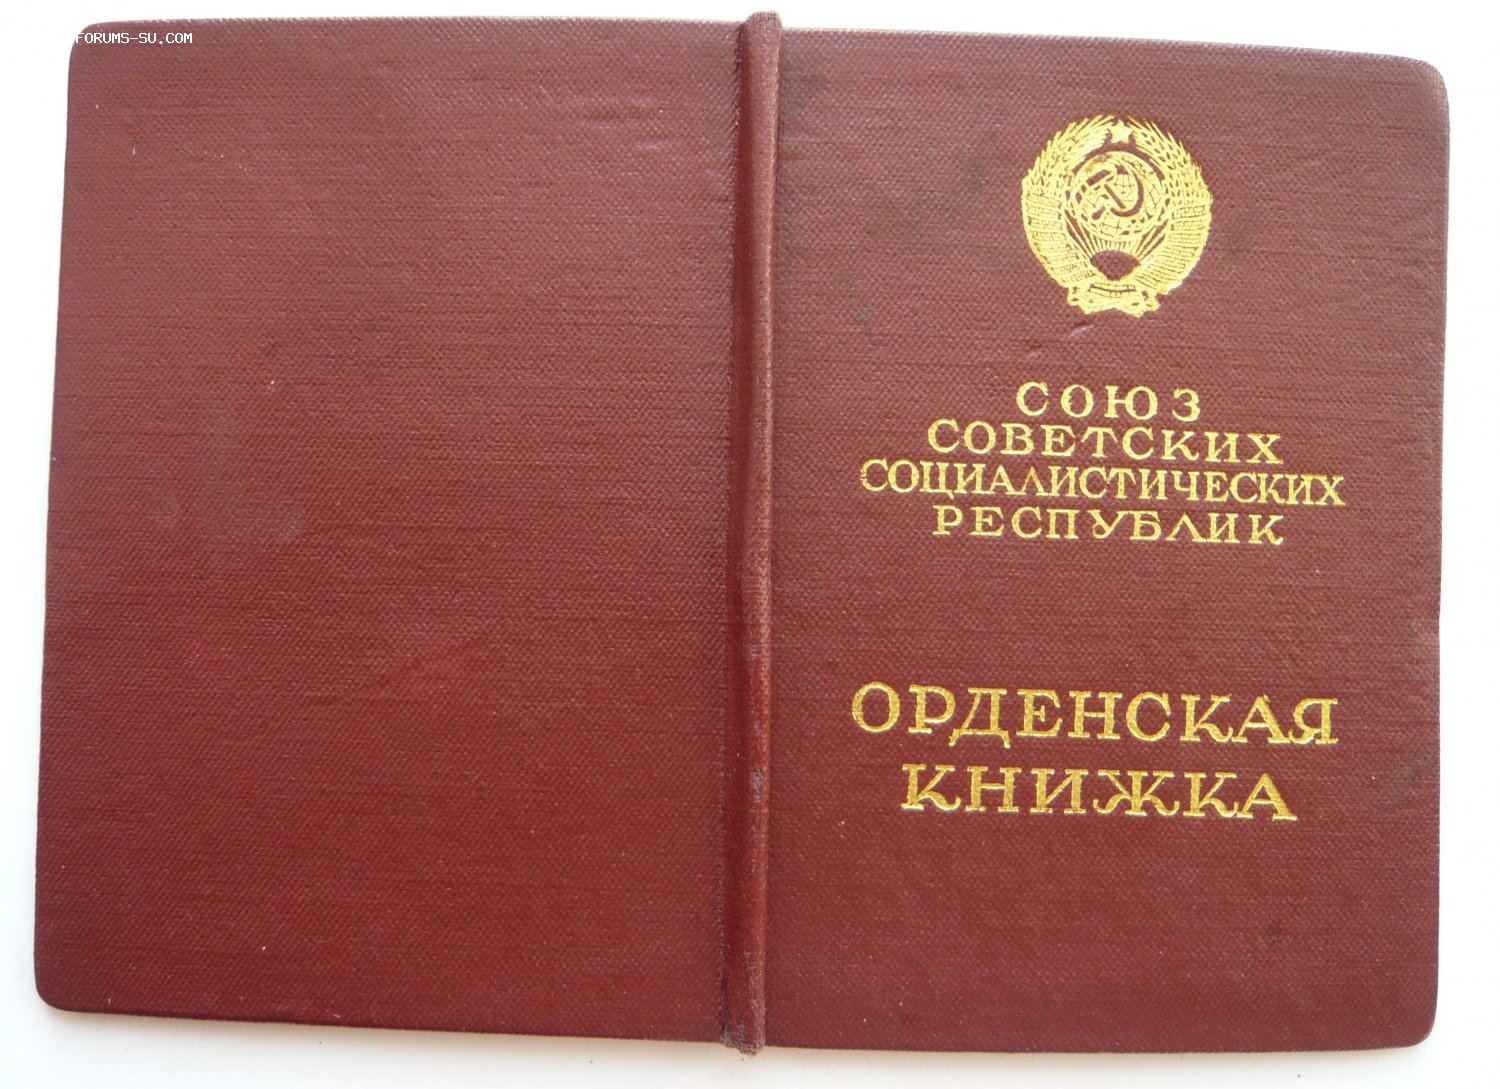 FORUMS-SU.COM
СОЮЗ
СОВЕТСКИХ
СОЦИАЛИСТИЧЕСКИХ
РЕСПУБЛИК
ОРДЕНСКАЯ
КНИЖКА